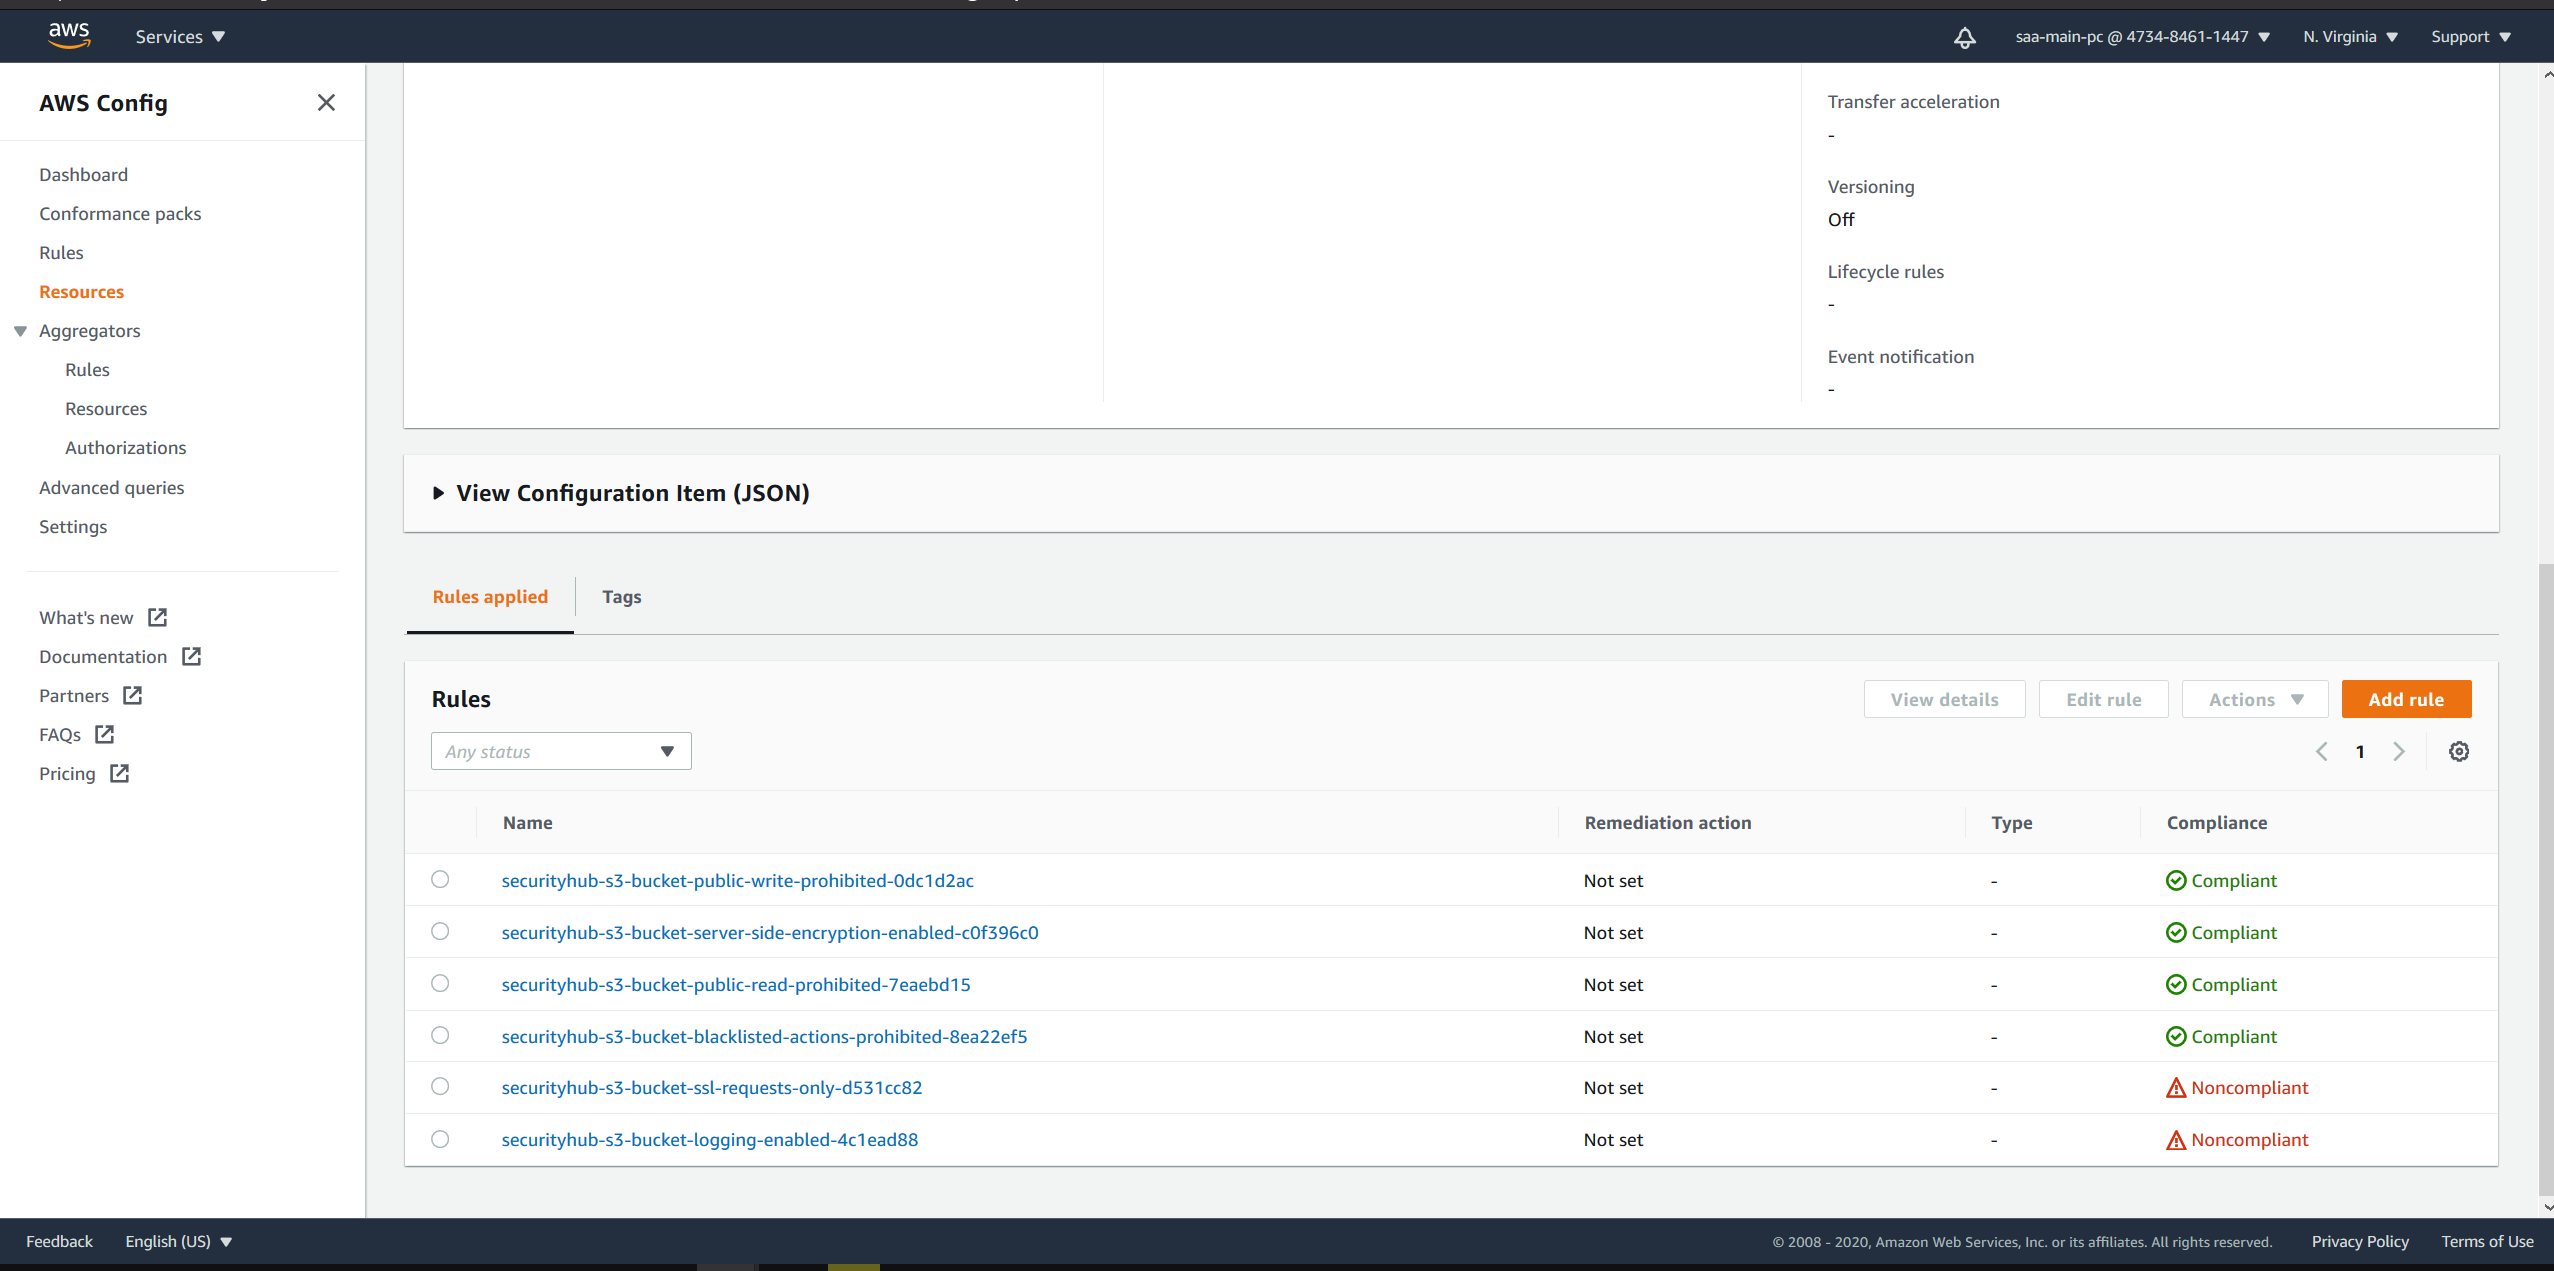 aws
Services
saa-main-pc @ 4734-8461-1447
N. Virginia
Support
AWS Config
Dashboard
Conformance packs
Rules
Resources
Aggregators
Rules
Resources
Authorizations
Advanced queries
Settings
What's new
Documentation
Partners
FAQs
Pricing
Transfer acceleration
-
Versioning
Off
Lifecycle rules
-
Event notification
-
View Configuration Item (JSON)
Rules applied
Tags
Rules
View details
Edit rule
Actions
Add rule
Any status
1
Name Remediation action Type Compliance
securityhub-s3-bucket-public-write-prohibited-0dc1d2ac Not set - Compliant
securityhub-s3-bucket-server-side-encryption-enabled-c0f396c0 Not set - Compliant
securityhub-s3-bucket-public-read-prohibited-7eaebd15 Not set - Compliant
securityhub-s3-bucket-blacklisted-actions-prohibited-8ea22ef5 Not set - Compliant
securityhub-s3-bucket-ssl-requests-only-d531cc82 Not set - Noncompliant
securityhub-s3-bucket-logging-enabled-4c1ead88 Not set - Noncompliant
Feedback
English (US)
© 2008 - 2020, Amazon Web Services, Inc. or its affiliates. All rights reserved.
Privacy Policy
Terms of Use